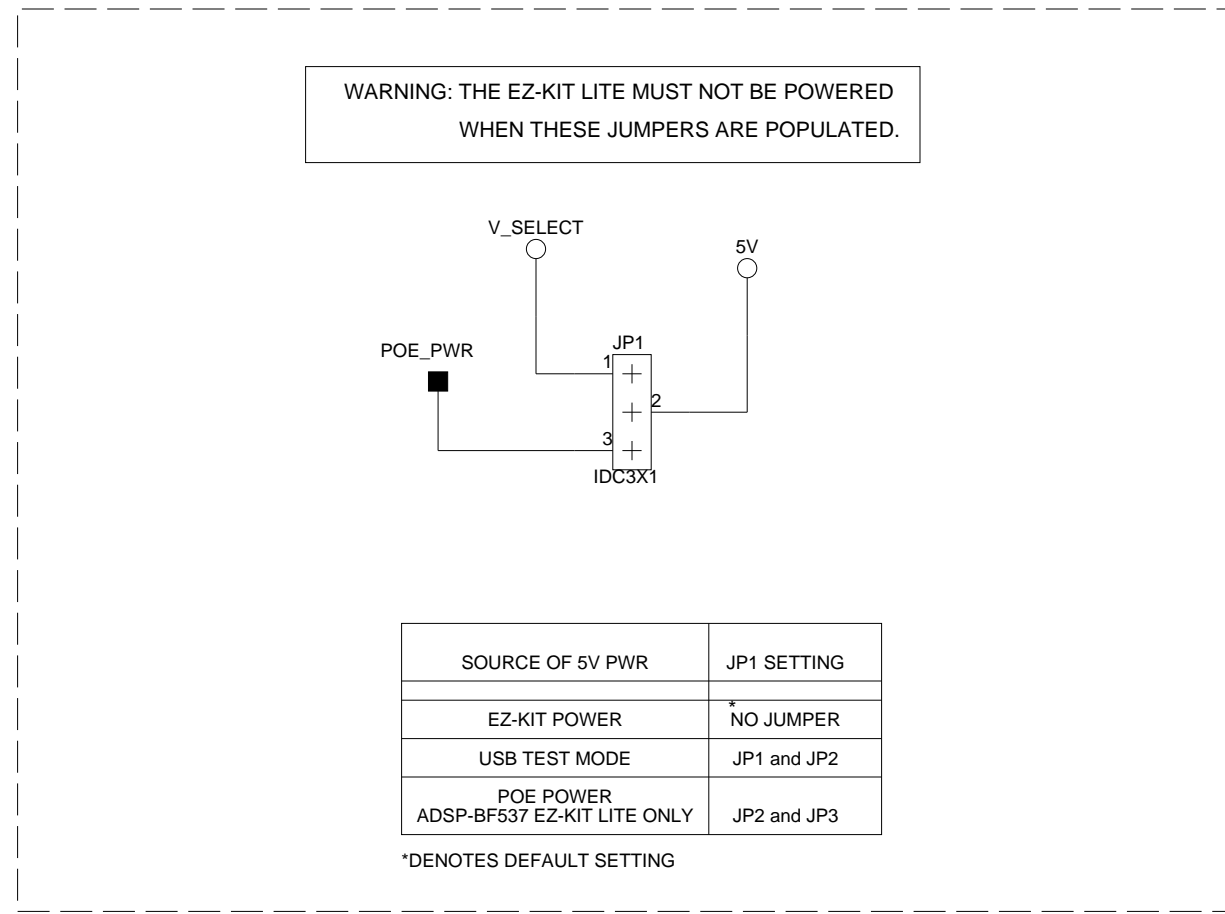 WARNING: THE EZ-KIT LITE MUST NOT BE POWERED
WHEN THESE JUMPERS ARE POPULATED.
V_SELECT
5V
POE_PWR
JP1
1
2
3
IDC3X1
SOURCE OF 5V PWR JP1 SETTING
EZ-KIT POWER *NO JUMPER
USB TEST MODE JP1 and JP2
POE POWER
ADSP-BF537 EZ-KIT LITE ONLY JP2 and JP3
*DENOTES DEFAULT SETTING